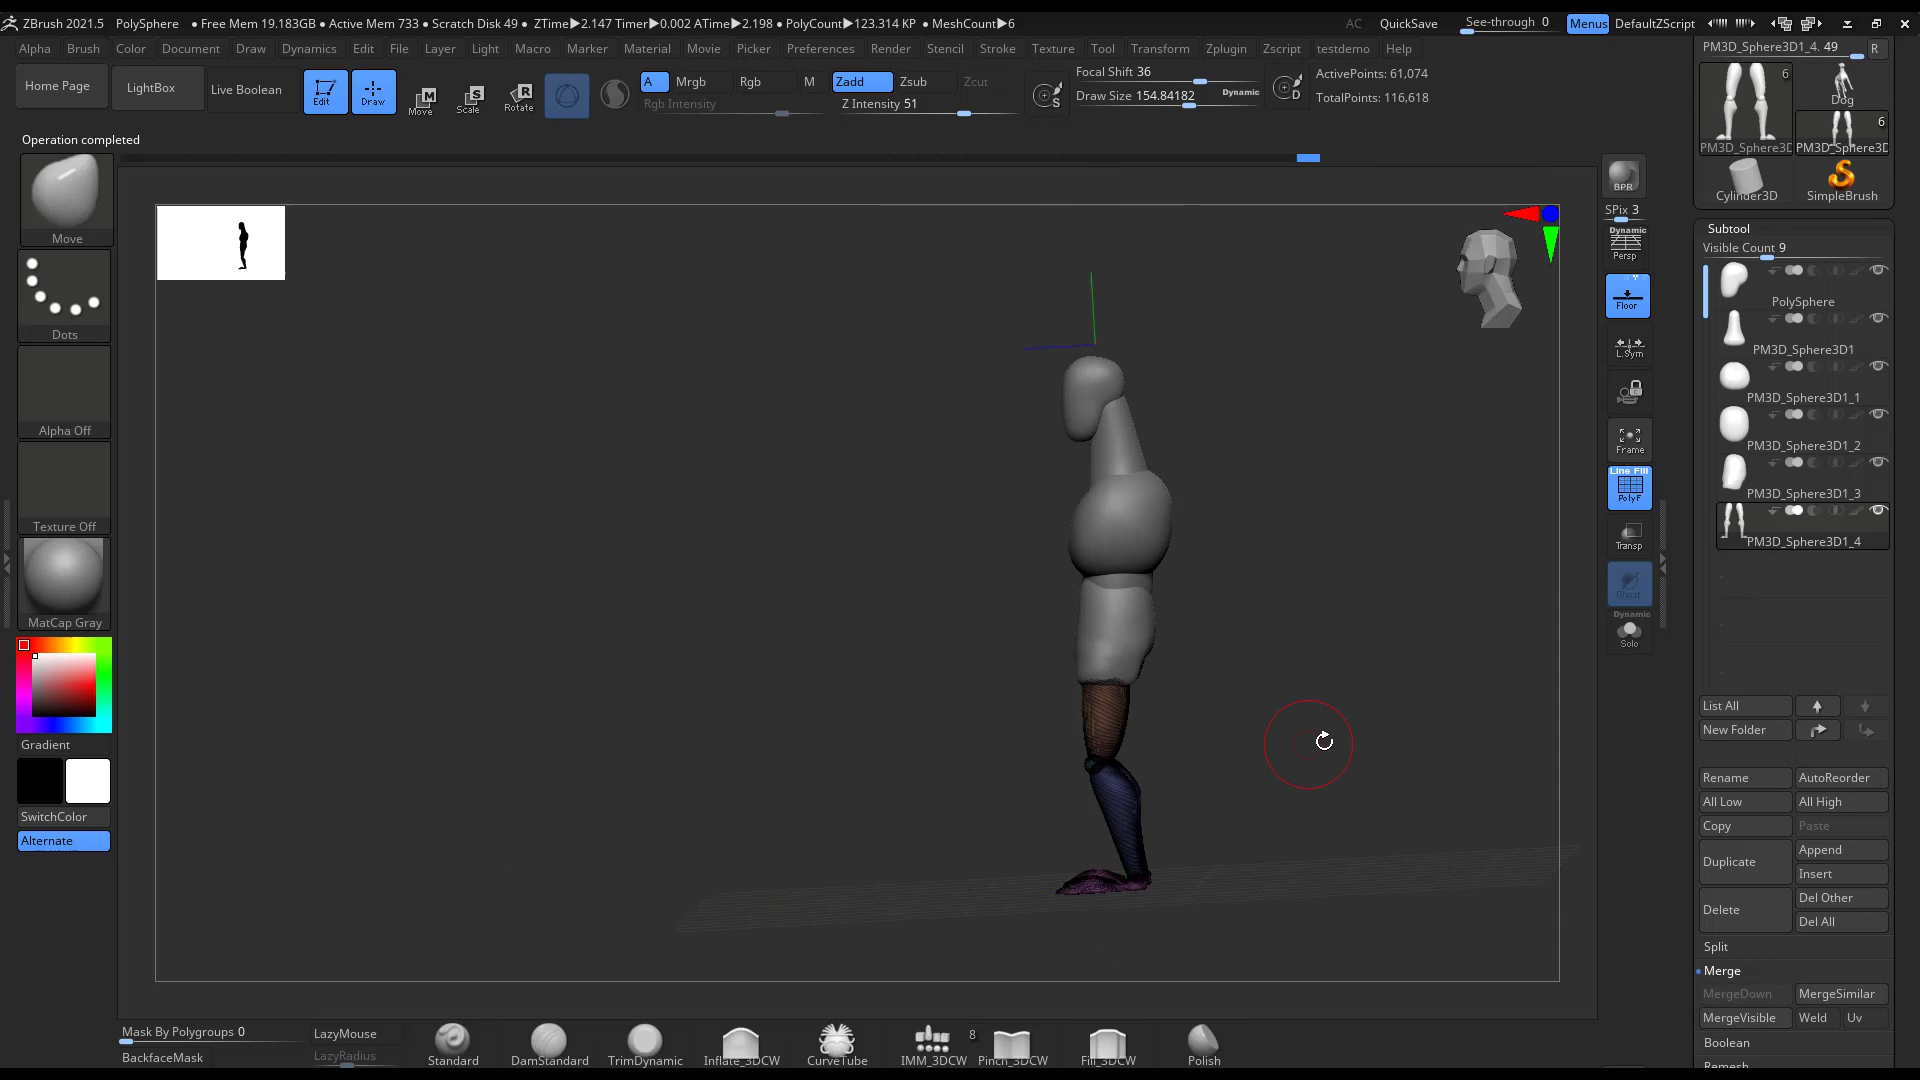 ZBrush 2021.5 PolySphere • Free Mem 19.183GB • Active Mem 733 • Scratch Disk 49 • ZTime▶2.147 Timer▶0.002 ATime▶2.198 • PolyCount▶123.314 KP • MeshCount▶6 AC QuickSave See-through 0 Menus DefaultZScript
Alpha Brush Color Document Draw Dynamics Edit File Layer Light Macro Marker Material Movie Picker Preferences Render Stencil Stroke Texture Tool Transform Zplugin Zscript testdemo Help
PM3D_Sphere3D1_4. 49 R
Home Page LightBox Live Boolean Edit Draw Move Scale Rotate
A Mrgb Rgb M Zadd Zsub Zcut
Rgb Intensity Z Intensity 51
Focal Shift 36
Draw Size 154.84182 Dynamic
ActivePoints: 61,074
TotalPoints: 116,618
6 Dog
6
PM3D_Sphere3D PM3D_Sphere3D
Cylinder3D SimpleBrush
Operation completed
Move
Dots
Alpha Off
Texture Off
MatCap Gray
Gradient
SwitchColor
Alternate
BPR
SPix 3
Dynamic
Persp
Floor
L.Sym
Frame
Line Fill
PolyF
Transp
Ghost
Dynamic
Solo
Subtool
Visible Count 9
PolySphere
PM3D_Sphere3D1
PM3D_Sphere3D1_1
PM3D_Sphere3D1_2
PM3D_Sphere3D1_3
PM3D_Sphere3D1_4
List All
New Folder
Rename AutoReorder
All Low All High
Copy Paste
Duplicate Append
Insert
Delete Del Other
Del All
Split
Merge
MergeDown MergeSimilar
MergeVisible Weld Uv
Boolean
Remesh
Mask By Polygroups 0 LazyMouse
BackfaceMask LazyRadius
Standard DamStandard TrimDynamic Inflate_3DCW CurveTube IMM_3DCW 8 Pinch_3DCW Fill_3DCW Polish